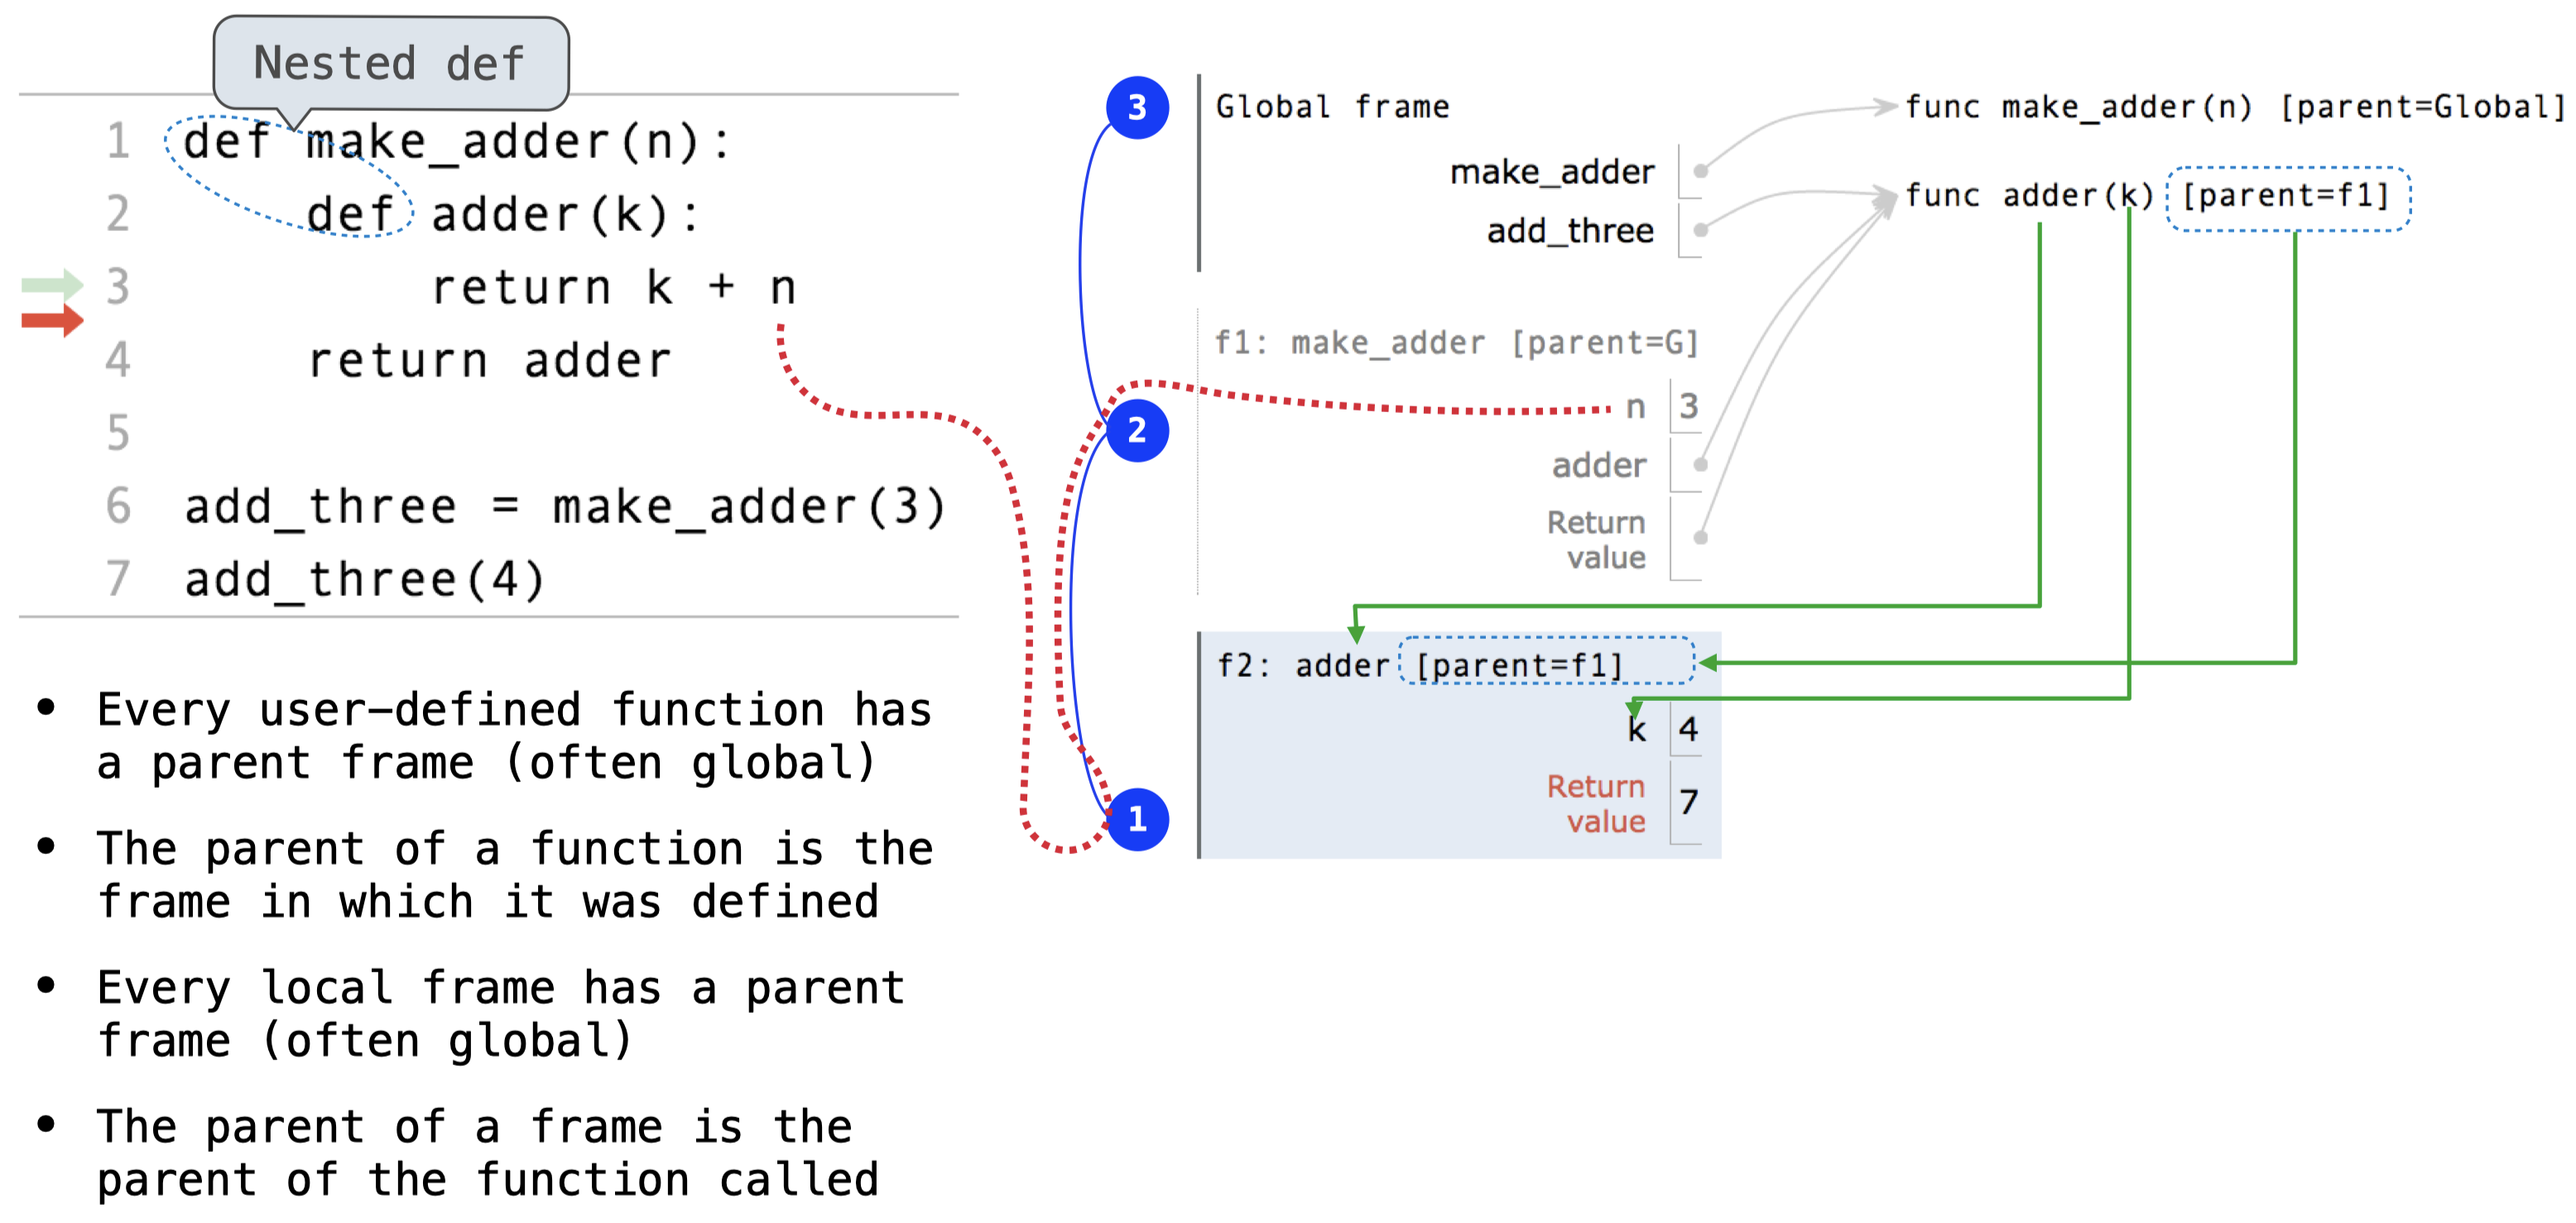 Nested def
1 def make_adder(n):
2     def adder(k):
3         return k + n
4     return adder
5
6 add_three = make_adder(3)
7 add_three(4)
• Every user-defined function has
a parent frame (often global)
• The parent of a function is the
frame in which it was defined
• Every local frame has a parent
frame (often global)
• The parent of a frame is the
parent of the function called
3
2
1
Global frame
make_adder
add_three
func make_adder(n) [parent=Global]
func adder(k) [parent=f1]
f1: make_adder [parent=G]
n 3
adder
Return
value
f2: adder [parent=f1]
k 4
Return
value 7